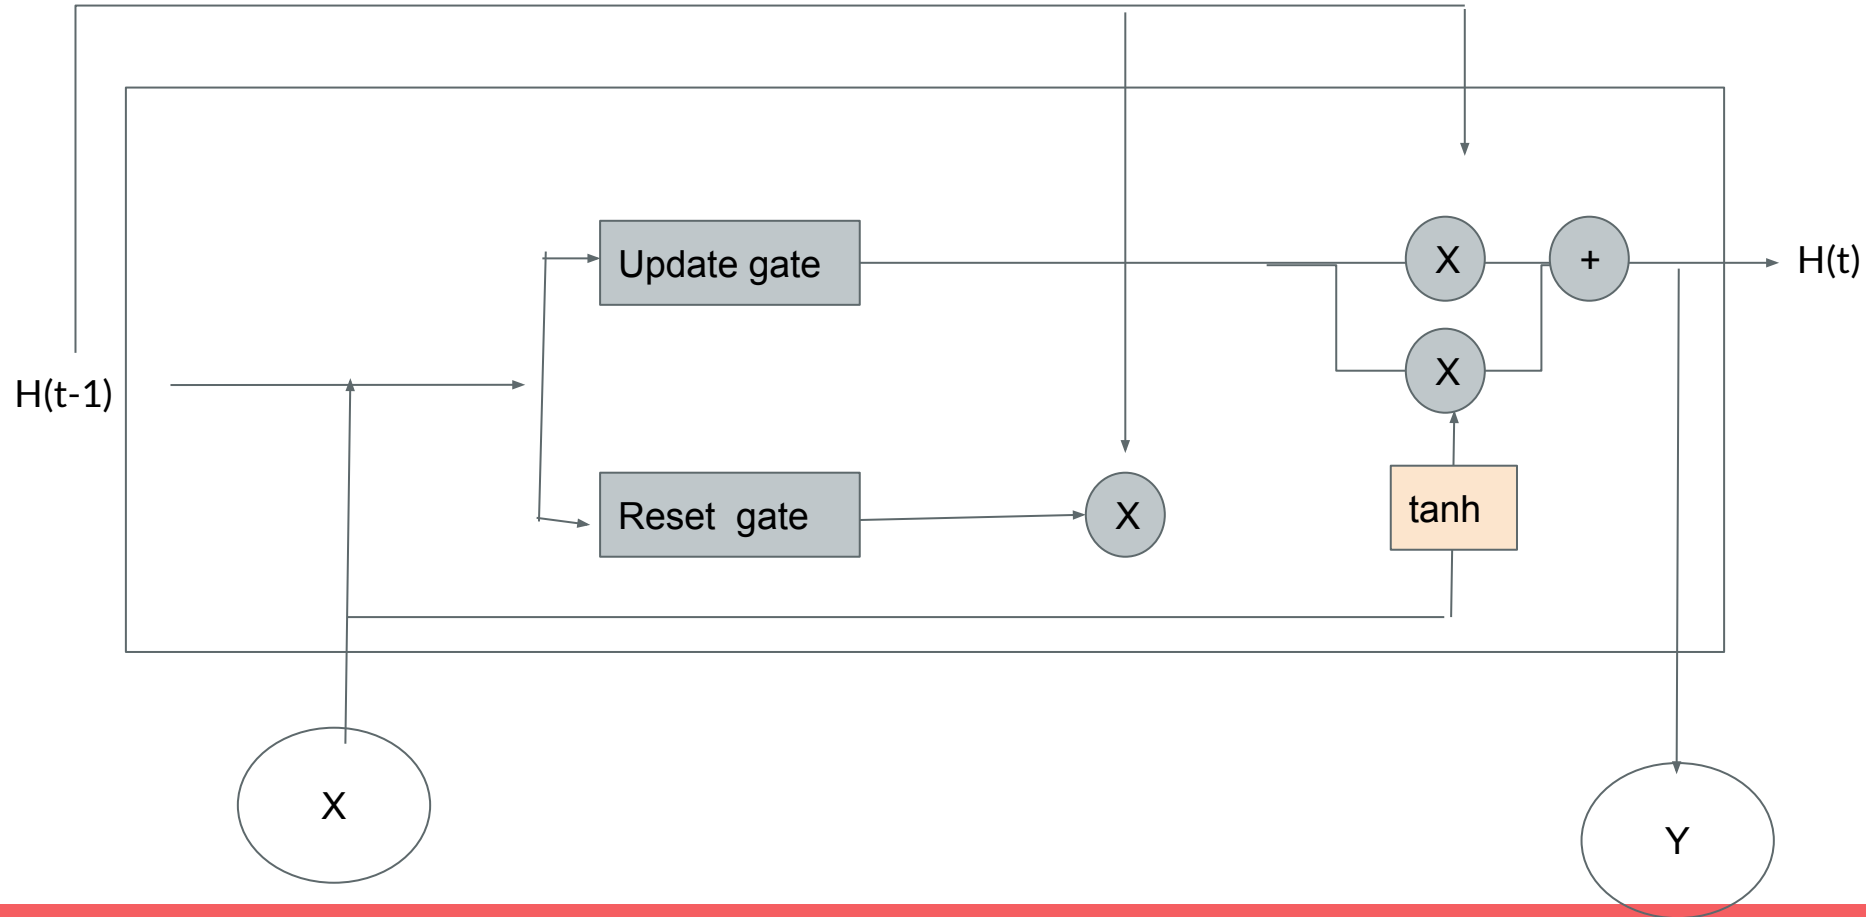 Update gate
X
+
H(t)
H(t-1)
X
Reset  gate
X
tanh
X
Y